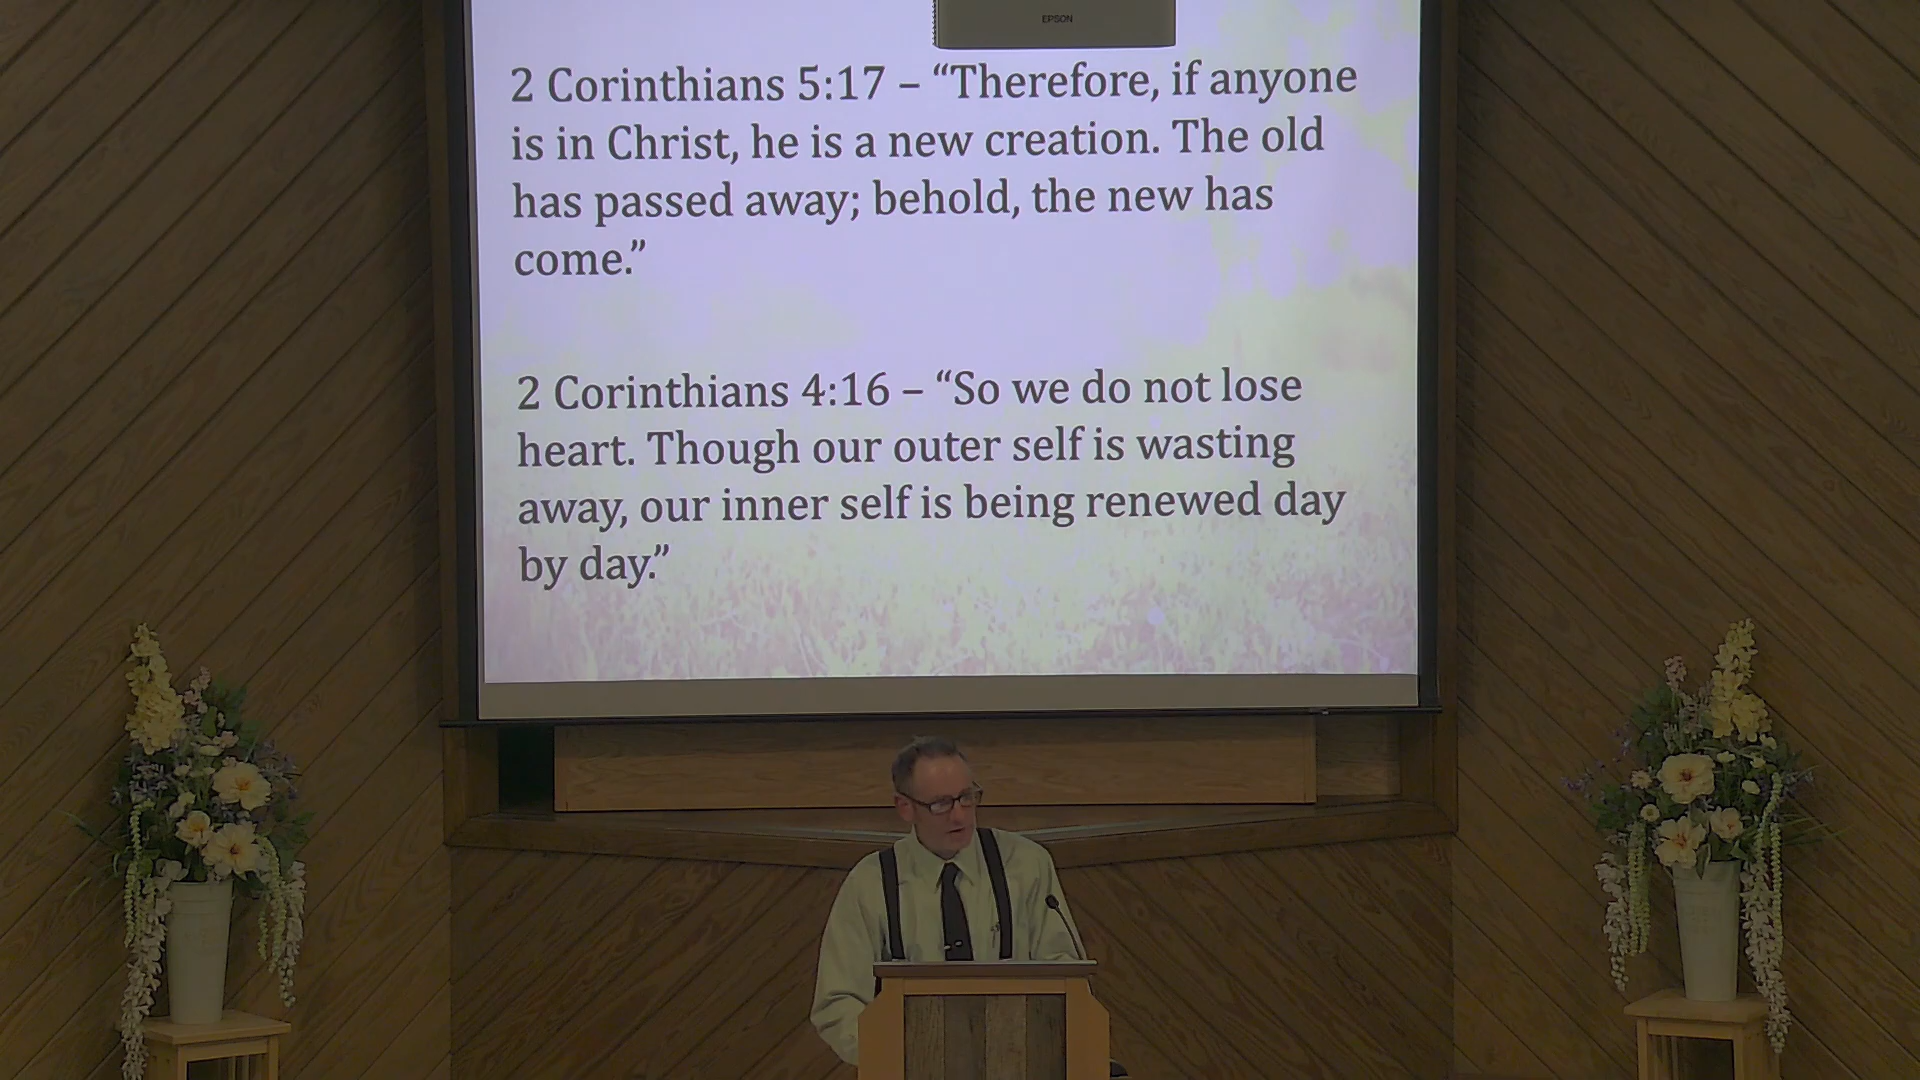 EPSON
2 Corinthians 5:17 – “Therefore, if anyone
is in Christ, he is a new creation. The old
has passed away; behold, the new has
come.”
2 Corinthians 4:16 – “So we do not lose
heart. Though our outer self is wasting
away, our inner self is being renewed day
by day.”